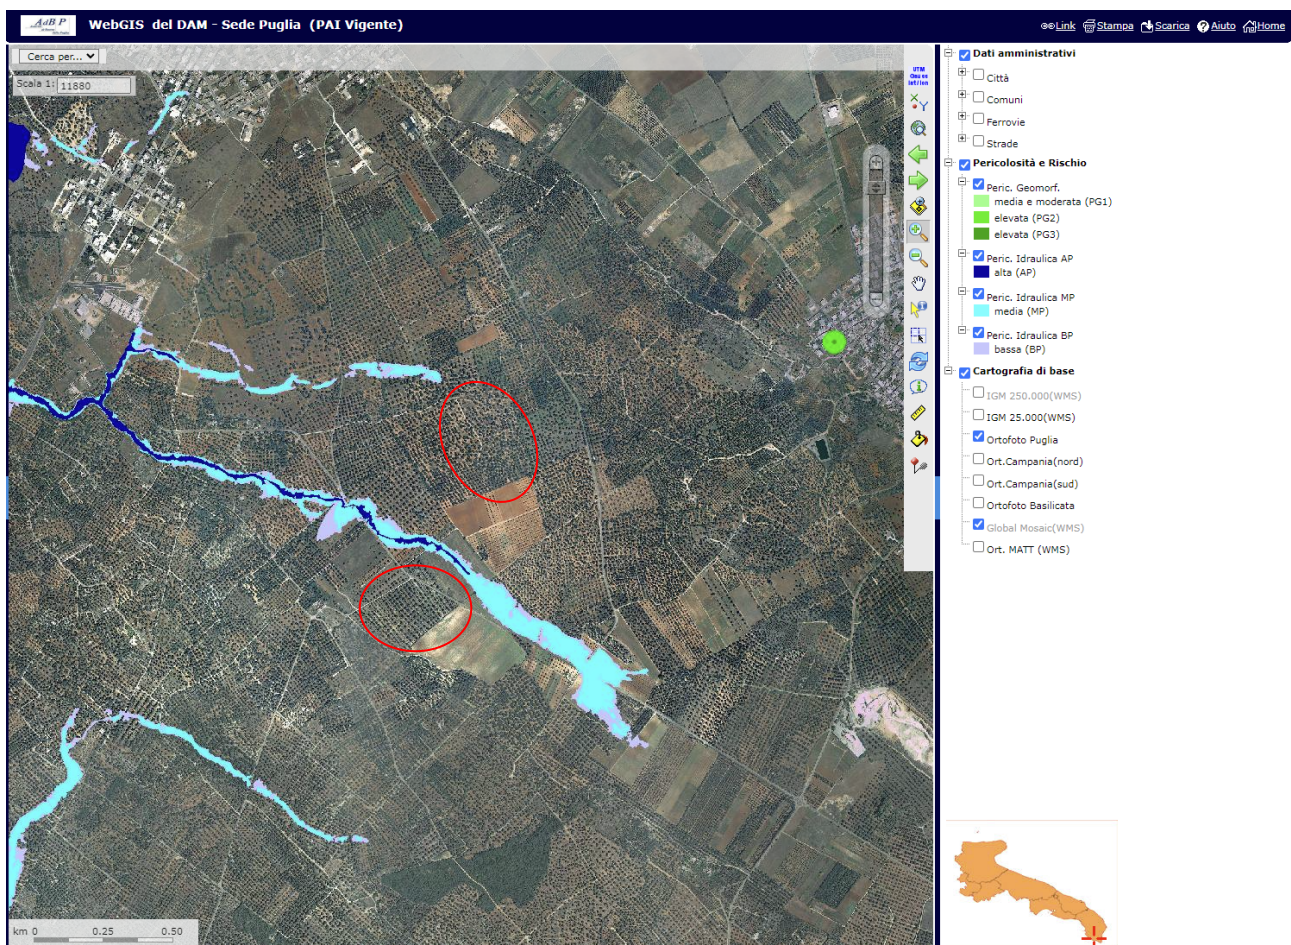 AdB P
WebGIS del DAM - Sede Puglia (PAI Vigente)
Link Stampa Scarica Aiuto Home
Cerca per...
Scala 1: 11880
UTM
Dati amministrativi
Città
Comuni
Ferrovie
Strade
Pericolosità e Rischio
Peric. Geomorf.
media e moderata (PG1)
elevata (PG2)
elevata (PG3)
Peric. Idraulica AP
alta (AP)
Peric. Idraulica MP
media (MP)
Peric. Idraulica BP
bassa (BP)
Cartografia di base
IGM 250.000(WMS)
IGM 25.000(WMS)
Ortofoto Puglia
Ort.Campania(nord)
Ort.Campania(sud)
Ortofoto Basilicata
Global Mosaic(WMS)
Ort. MATT (WMS)
km 0 0.25 0.50